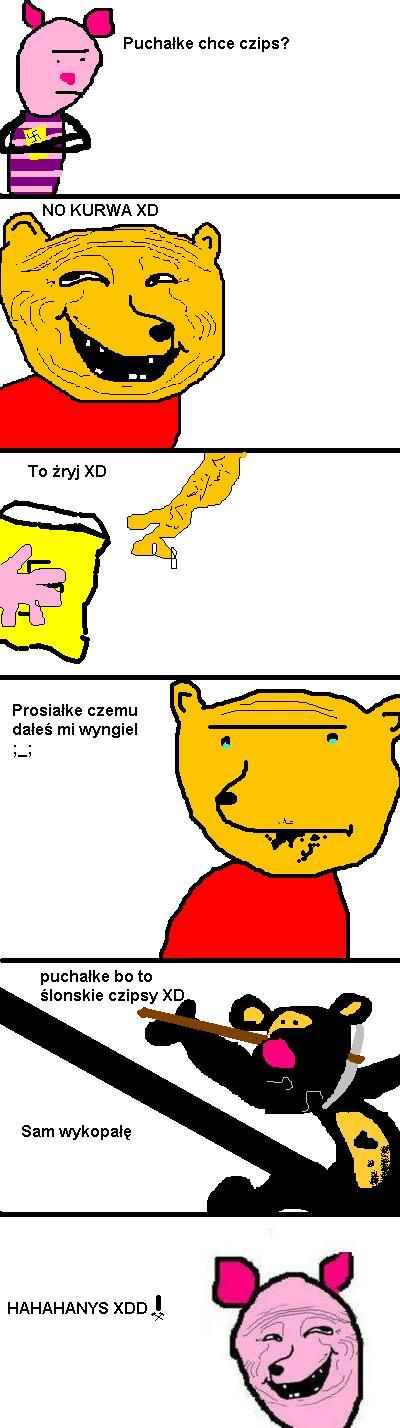 Puchałke chce czips?
NO KURWA XD
To źryj XD
Prosiałke czemu
dałeś mi wyngiel
;_;
puchałke bo to
ślonskie czipsy XD
Sam wykopałę
HAHAHANYS XDD